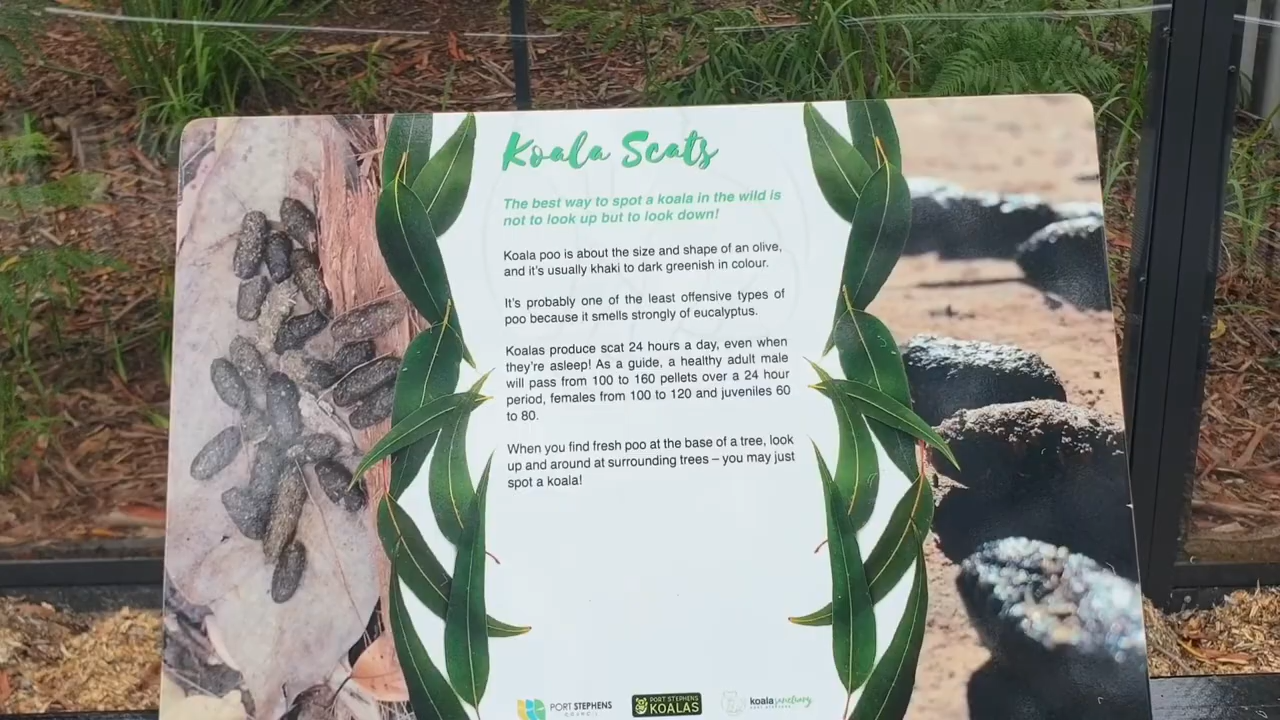 Koala Scats
The best way to spot a koala in the wild is
not to look up but to look down!
Koala poo is about the size and shape of an olive,
and it's usually khaki to dark greenish in colour.
It's probably one of the least offensive types of
poo because it smells strongly of eucalyptus.
Koalas produce scat 24 hours a day, even when
they're asleep! As a guide, a healthy adult male
will pass from 100 to 160 pellets over a 24 hour
period, females from 100 to 120 and juveniles 60
to 80.
When you find fresh poo at the base of a tree, look
up and around at surrounding trees – you may just
spot a koala!
PORT STEPHENS
COUNCIL
PORT STEPHENS
KOALAS
koala sanctuary
PORT STEPHENS